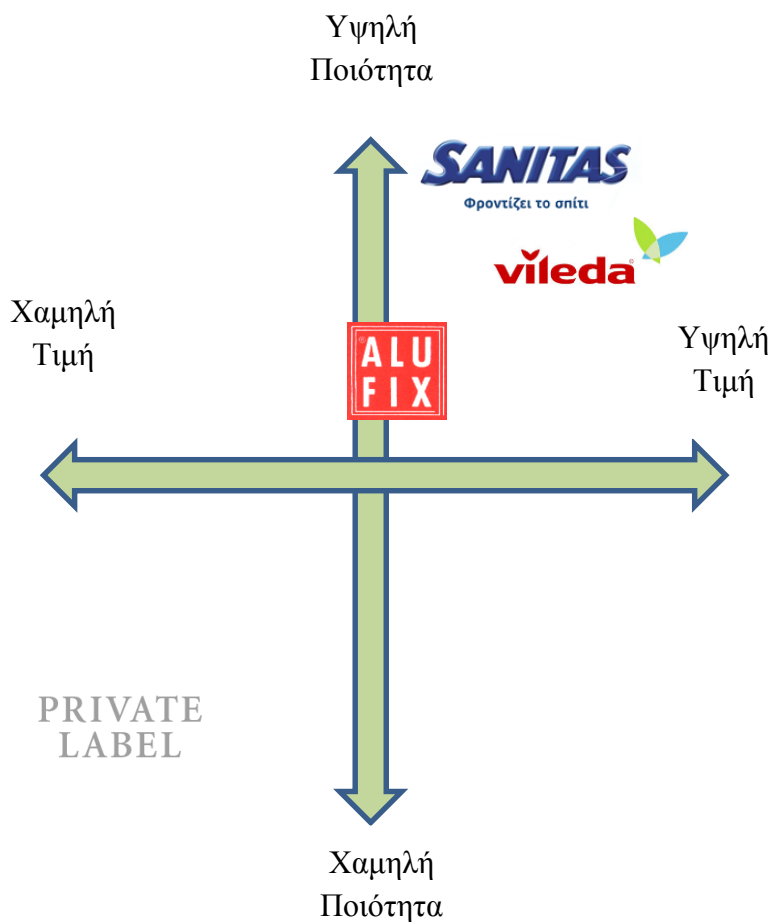 Υψηλή
Ποιότητα
SANITAS
Φροντίζει το σπίτι
vileda®
Χαμηλή
Τιμή
Υψηλή
Τιμή
®ALU
FIX
PRIVATE
LABEL
Χαμηλή
Ποιότητα